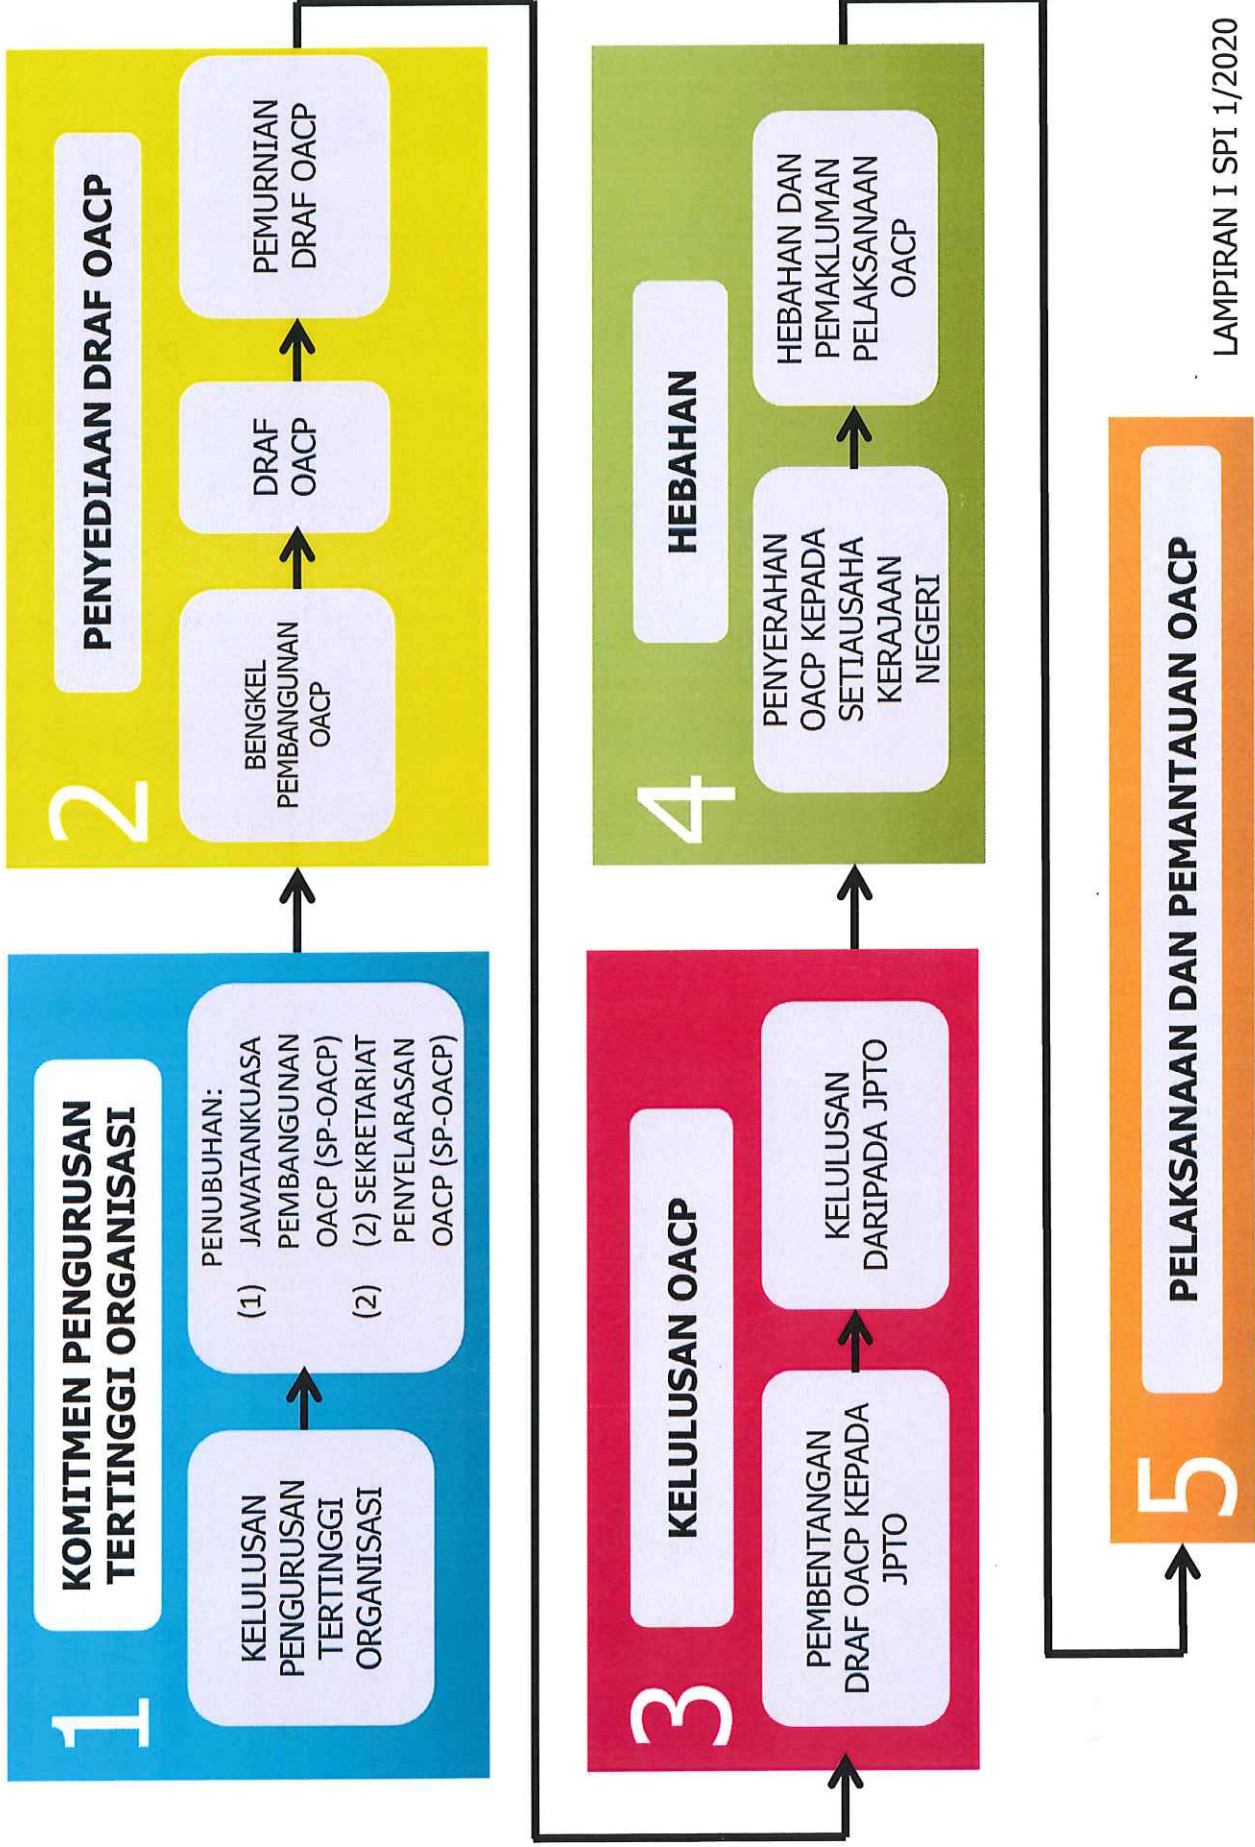 1
KOMITMEN PENGURUSAN
TERTINGGI ORGANISASI
KELULUSAN
PENGURUSAN
TERTINGGI
ORGANISASI
PENUBUHAN:
(1) JAWATANKUASA
PEMBANGUNAN
OACP (SP-OACP)
(2) (2) SEKRETARIAT
PENYELARASAN
OACP (SP-OACP)
2
PENYEDIAAN DRAF OACP
BENGKEL
PEMBANGUNAN
OACP
DRAF
OACP
PEMURNIAN
DRAF OACP
3
KELULUSAN OACP
PEMBENTANGAN
DRAF OACP KEPADA
JPTO
KELULUSAN
DARIPADA JPTO
4
HEBAHAN
PENYERAHAN
OACP KEPADA
SETIAUSAHA
KERAJAAN
NEGERI
HEBAHAN DAN
PEMAKLUMAN
PELAKSANAAN
OACP
5
PELAKSANAAN DAN PEMANTAUAN OACP
LAMPIRAN I SPI 1/2020